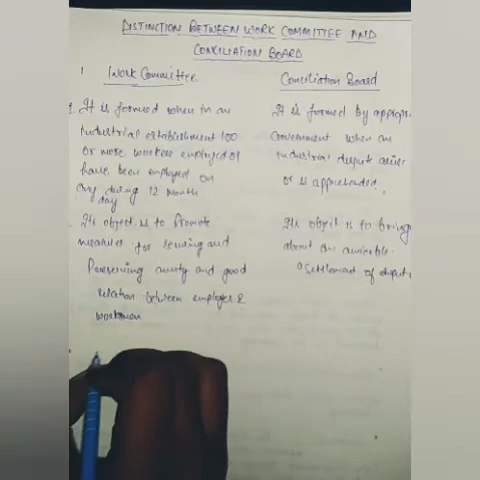 DISTINCTION BETWEEN WORK COMMITTEE AND
CONCILIATION BOARD
1 Work Committee
Conciliation Board
1. It is formed when in an
industrial establishment 100
or more workers employed or
have been employed on
any during 12 month
day
It is formed by appropr
Government when an
industrial dispute arises
or is apprehended.
Its object is to Promote
measures for securing and
Preserving amity and good
relation between employer &
workmen
Its object is to bring
about an amicable
settlement of dispute